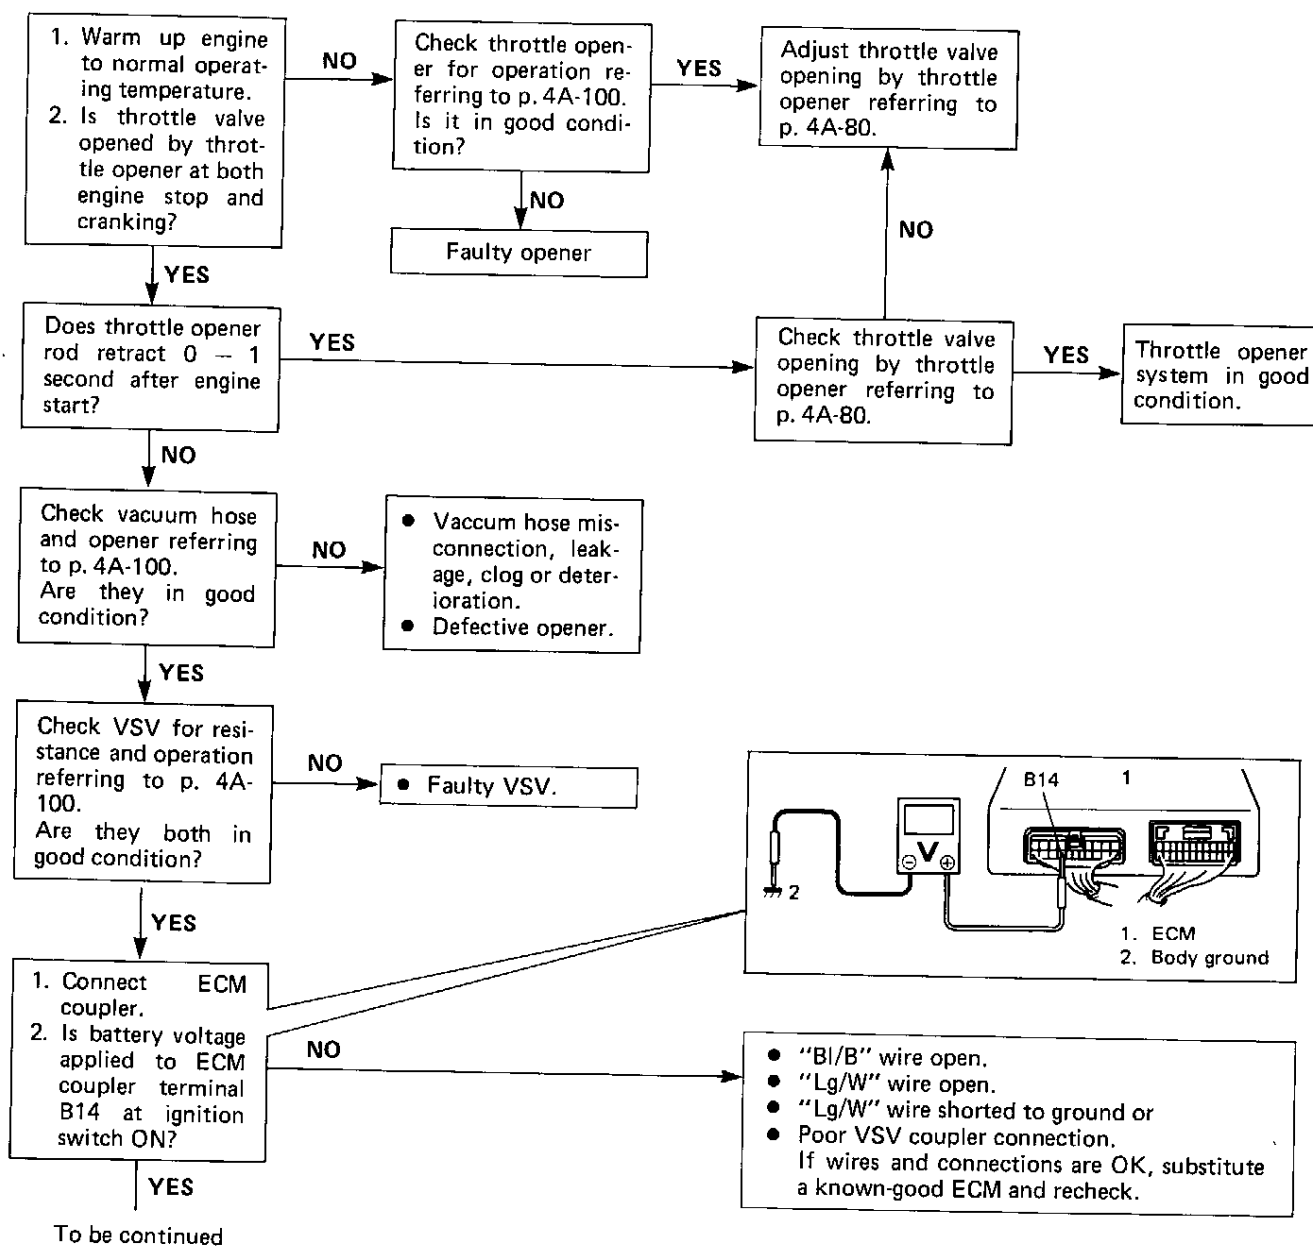 1. Warm up engine
to normal operat-
ing temperature.
2. Is throttle valve
opened by throt-
tle opener at both
engine stop and
cranking?
NO
Check throttle open-
er for operation re-
ferring to p. 4A-100.
Is it in good condi-
tion?
YES
Adjust throttle valve
opening by throttle
opener referring to
p. 4A-80.
NO
Faulty opener
NO
YES
Does throttle opener
rod retract 0 – 1
second after engine
start?
YES
Check throttle valve
opening by throttle
opener referring to
p. 4A-80.
YES
Throttle opener
system in good
condition.
NO
Check vacuum hose
and opener referring
to p. 4A-100.
Are they in good
condition?
NO
● Vaccum hose mis-
connection, leak-
age, clog or deter-
ioration.
● Defective opener.
YES
Check VSV for resi-
stance and operation
referring to p. 4A-
100.
Are they both in
good condition?
NO
● Faulty VSV.
B14
1
V
2
1. ECM
2. Body ground
YES
1. Connect ECM
coupler.
2. Is battery voltage
applied to ECM
coupler terminal
B14 at ignition
switch ON?
NO
● "Bl/B" wire open.
● "Lg/W" wire open.
● "Lg/W" wire shorted to ground or
● Poor VSV coupler connection.
If wires and connections are OK, substitute
a known-good ECM and recheck.
YES
To be continued